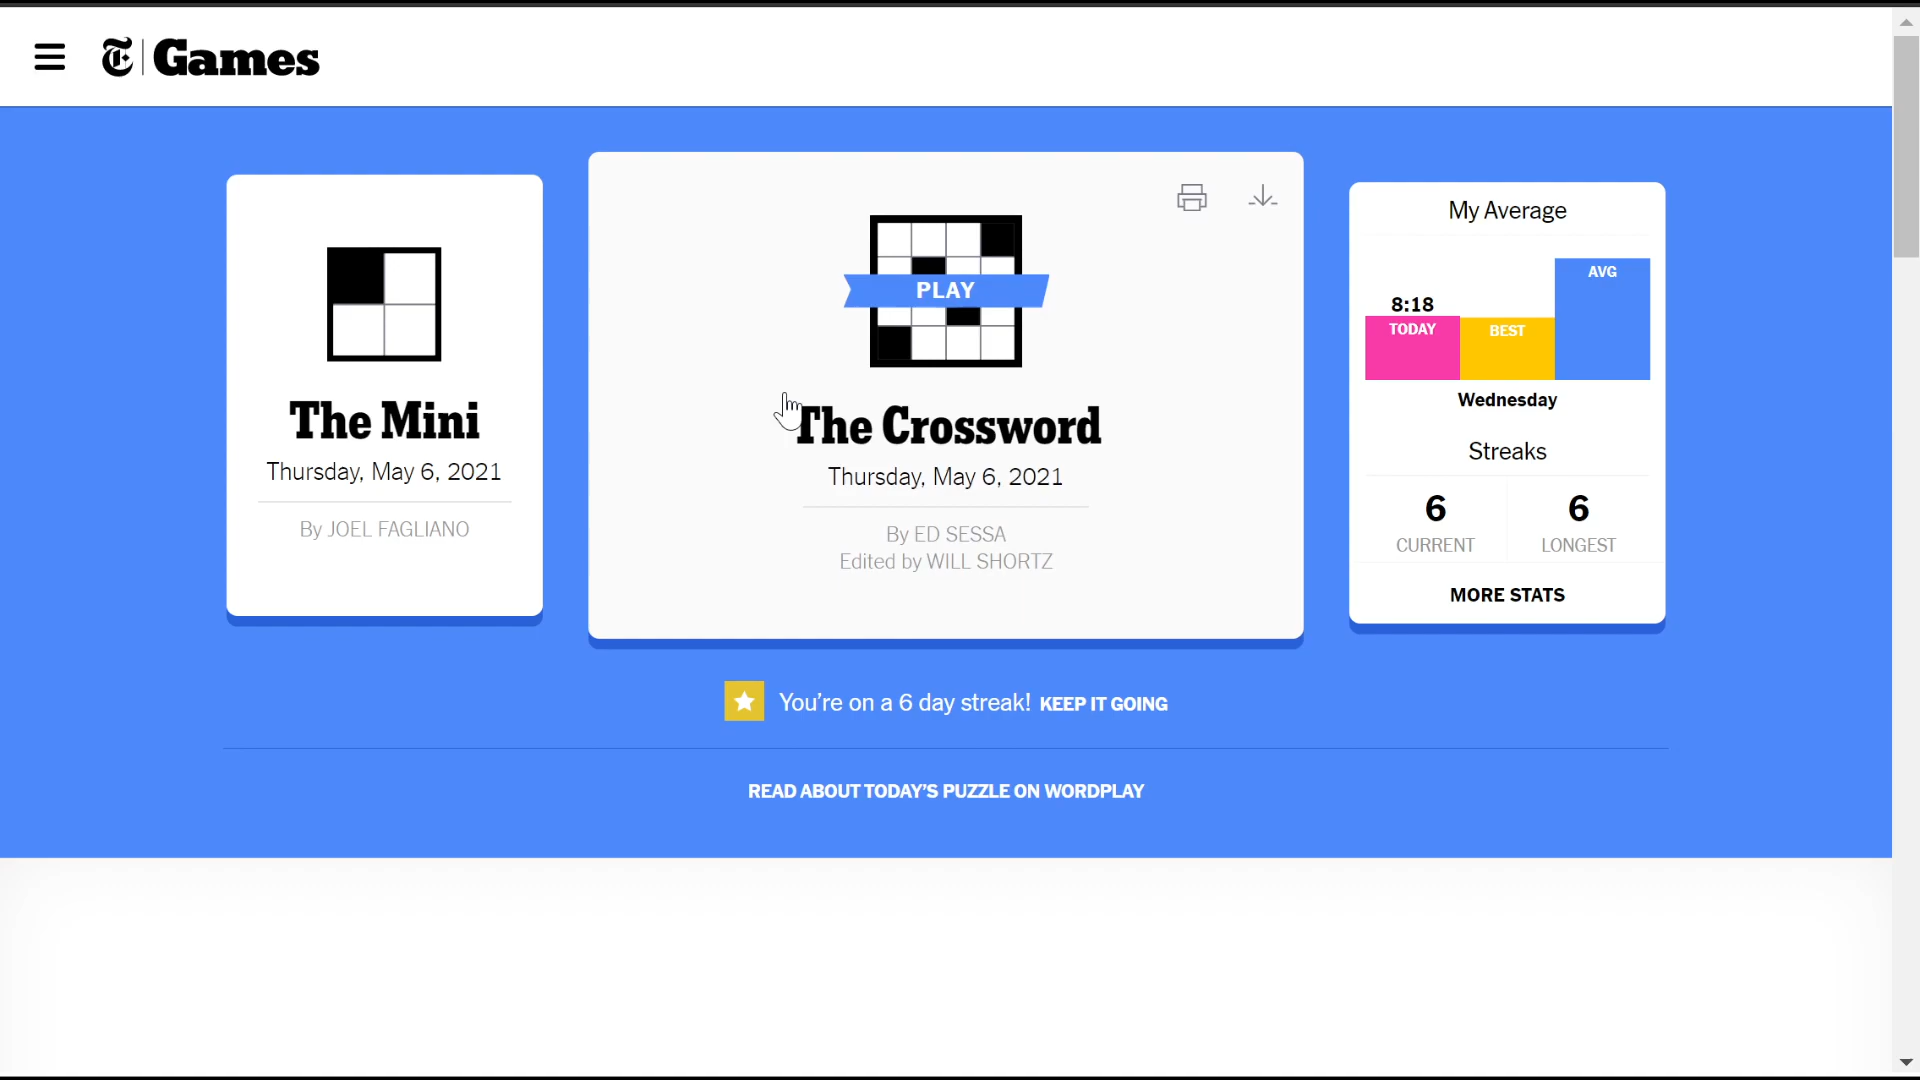 T Games
The Mini
Thursday, May 6, 2021
By JOEL FAGLIANO
PLAY
The Crossword
Thursday, May 6, 2021
By ED SESSA
Edited by WILL SHORTZ
My Average
8:18
TODAY
BEST
AVG
Wednesday
Streaks
6 6
CURRENT LONGEST
MORE STATS
You’re on a 6 day streak! KEEP IT GOING
READ ABOUT TODAY’S PUZZLE ON WORDPLAY